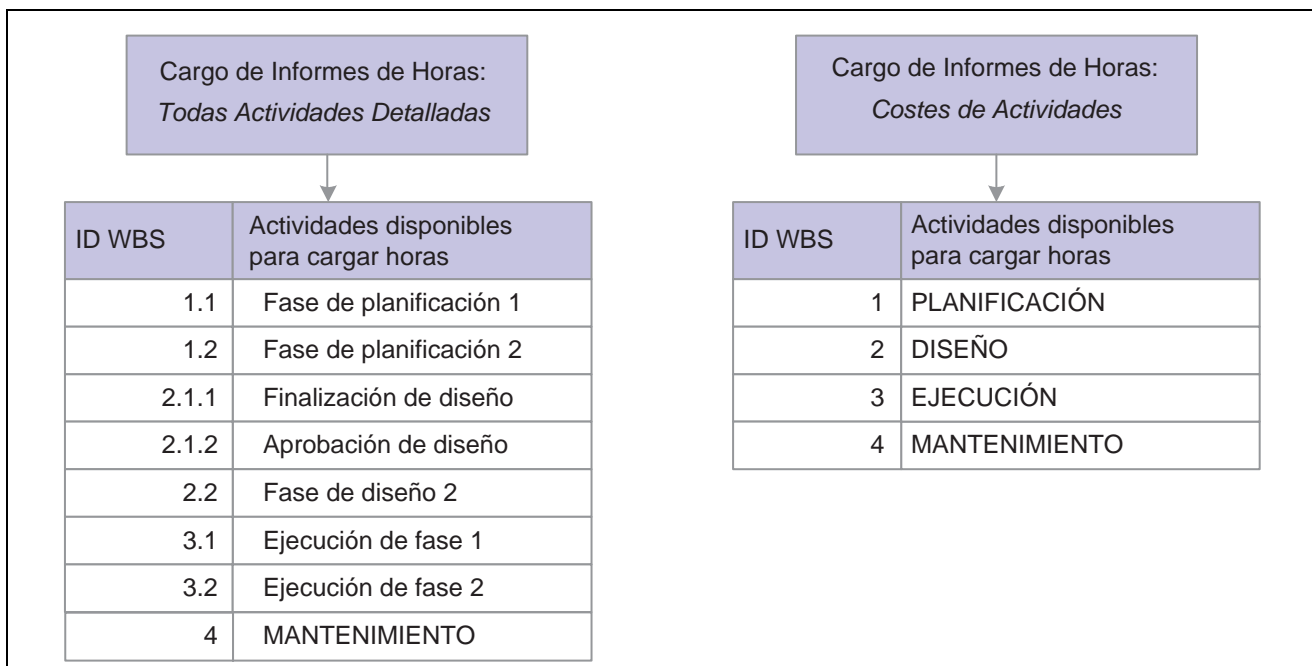 Cargo de Informes de Horas:
Todas Actividades Detalladas
ID WBS
Actividades disponibles
para cargar horas
1.1 Fase de planificación 1
1.2 Fase de planificación 2
2.1.1 Finalización de diseño
2.1.2 Aprobación de diseño
2.2 Fase de diseño 2
3.1 Ejecución de fase 1
3.2 Ejecución de fase 2
4 MANTENIMIENTO
Cargo de Informes de Horas:
Costes de Actividades
ID WBS
Actividades disponibles
para cargar horas
1 PLANIFICACIÓN
2 DISEÑO
3 EJECUCIÓN
4 MANTENIMIENTO